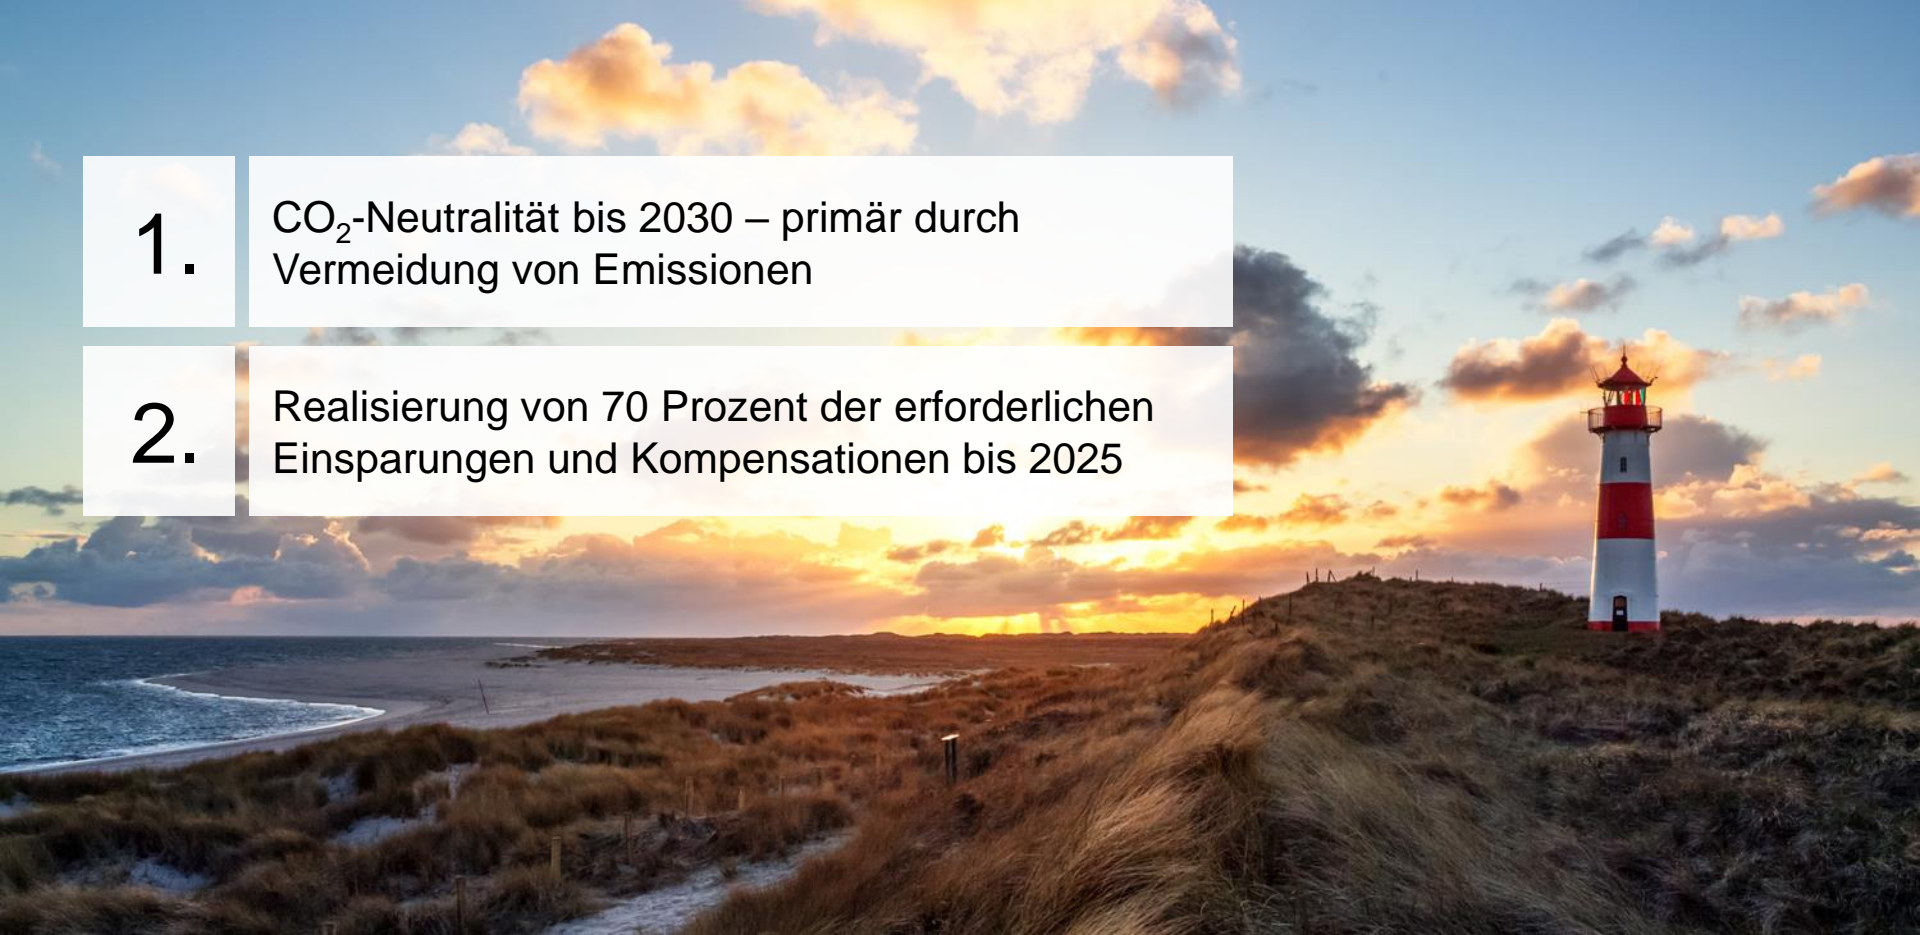 1.
CO₂-Neutralität bis 2030 – primär durch
Vermeidung von Emissionen
2.
Realisierung von 70 Prozent der erforderlichen
Einsparungen und Kompensationen bis 2025